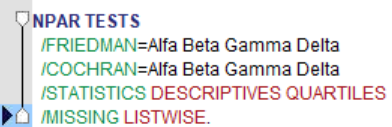 NPAR TESTS
/FRIEDMAN=Alfa Beta Gamma Delta
/COCHRAN=Alfa Beta Gamma Delta
/STATISTICS DESCRIPTIVES QUARTILES
/MISSING LISTWISE.